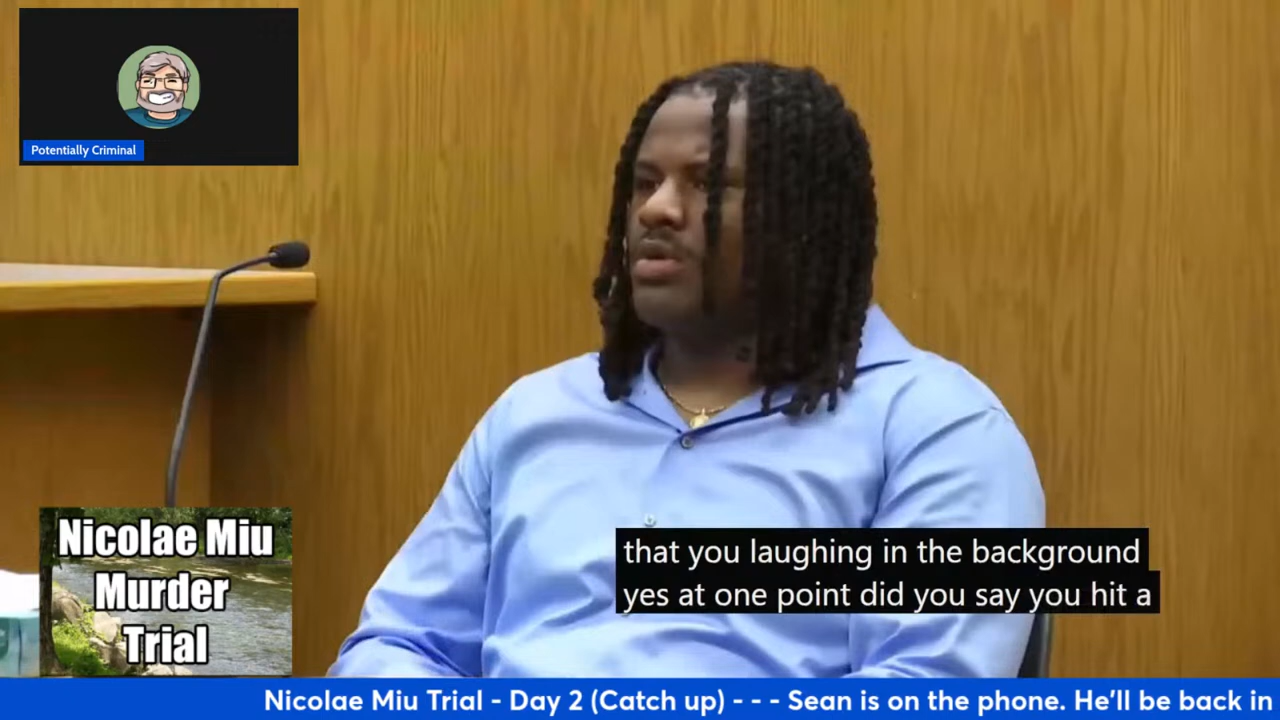 Potentially Criminal
Nicolae Miu
Murder
Trial
that you laughing in the background
yes at one point did you say you hit a
Nicolae Miu Trial - Day 2 (Catch up) - - - Sean is on the phone. He'll be back in